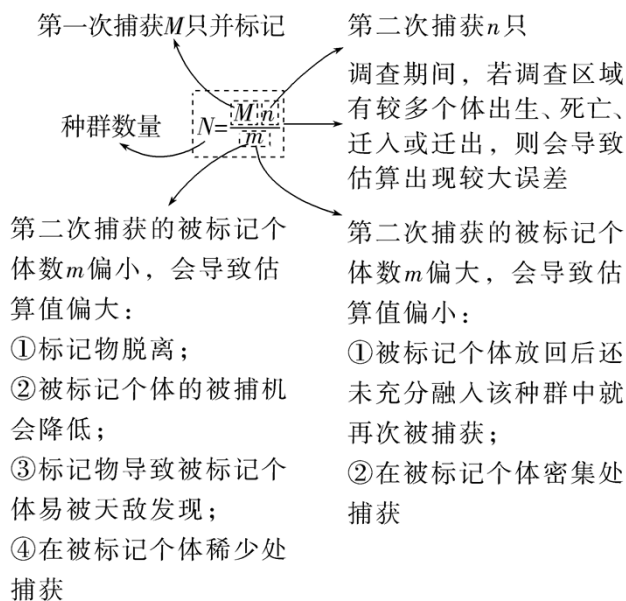 第一次捕获M只并标记
第二次捕获n只
调查期间，若调查区域
有较多个体出生、死亡、
迁入或迁出，则会导致
估算出现较大误差
种群数量
N=Mn/m
第二次捕获的被标记个
体数m偏小，会导致估
算值偏大：
①标记物脱离；
②被标记个体的被捕机
会降低；
③标记物导致被标记个
体易被天敌发现；
④在被标记个体稀少处
捕获
第二次捕获的被标记个
体数m偏大，会导致估
算值偏小：
①被标记个体放回后还
未充分融入该种群中就
再次被捕获；
②在被标记个体密集处
捕获